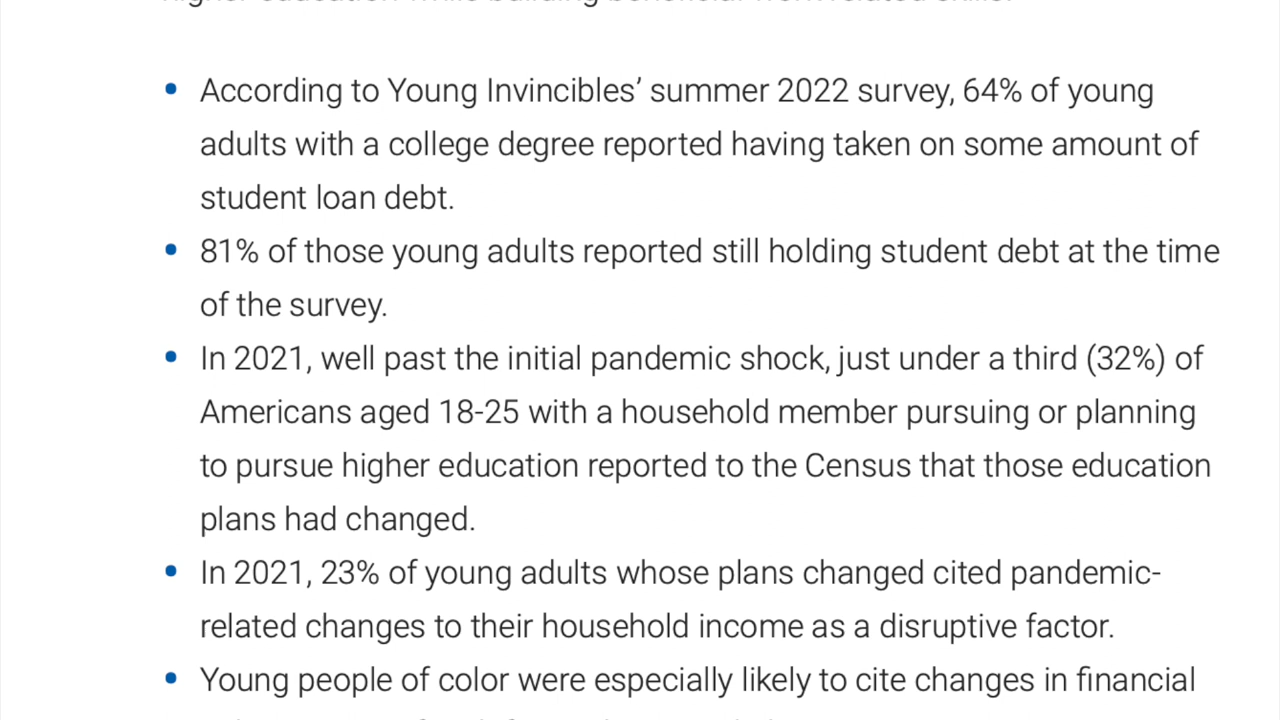 • According to Young Invincibles’ summer 2022 survey, 64% of young
adults with a college degree reported having taken on some amount of
student loan debt.
• 81% of those young adults reported still holding student debt at the time
of the survey.
• In 2021, well past the initial pandemic shock, just under a third (32%) of
Americans aged 18-25 with a household member pursuing or planning
to pursue higher education reported to the Census that those education
plans had changed.
• In 2021, 23% of young adults whose plans changed cited pandemic-
related changes to their household income as a disruptive factor.
• Young people of color were especially likely to cite changes in financial